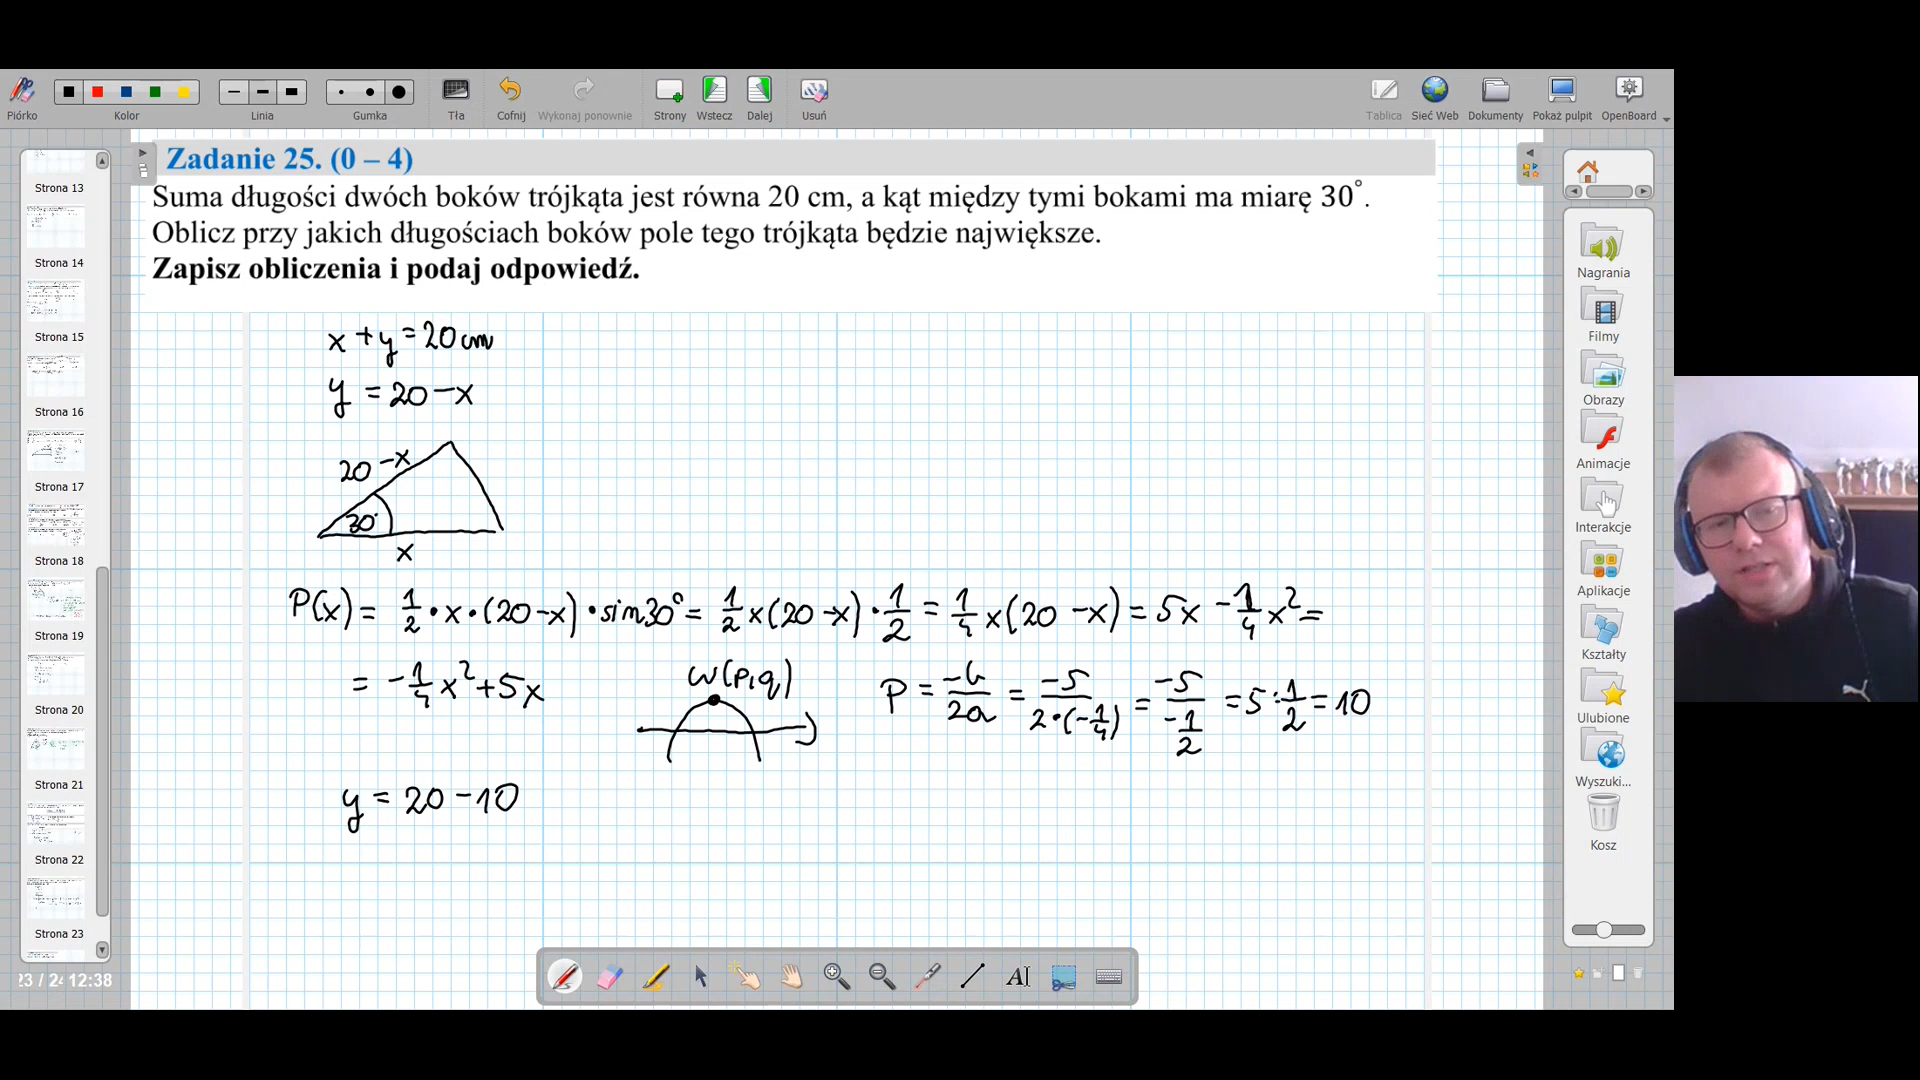 Piórko
Kolor
Linia
Gumka
Tła
Cofnij
Wykonaj ponownie
Strony
Wstecz
Dalej
Usuń
Tablica
Sieć Web
Dokumenty
Pokaż pulpit
OpenBoard
Strona 13
Strona 14
Strona 15
Strona 16
Strona 17
Strona 18
Strona 19
Strona 20
Strona 21
Strona 22
Strona 23
23 / 24 12:38
Zadanie 25. (0 – 4)
Suma długości dwóch boków trójkąta jest równa 20 cm, a kąt między tymi bokami ma miarę 30°.
Oblicz przy jakich długościach boków pole tego trójkąta będzie największe.
Zapisz obliczenia i podaj odpowiedź.
x + y = 20 cm
y = 20 - x
20 - x
30°
x
P(x) = 1/2 • x • (20 - x) • sin30° = 1/2 x(20 - x) • 1/2 = 1/4 x(20 - x) = 5x - 1/4 x² =
= -1/4 x² + 5x
W(p,q)
P = -b/2a = -5/2•(-1/4) = -5/-1/2 = 5 : 1/2 = 10
y = 20 - 10
Nagrania
Filmy
Obrazy
Animacje
Interakcje
Aplikacje
Kształty
Ulubione
Wyszuki...
Kosz
AI